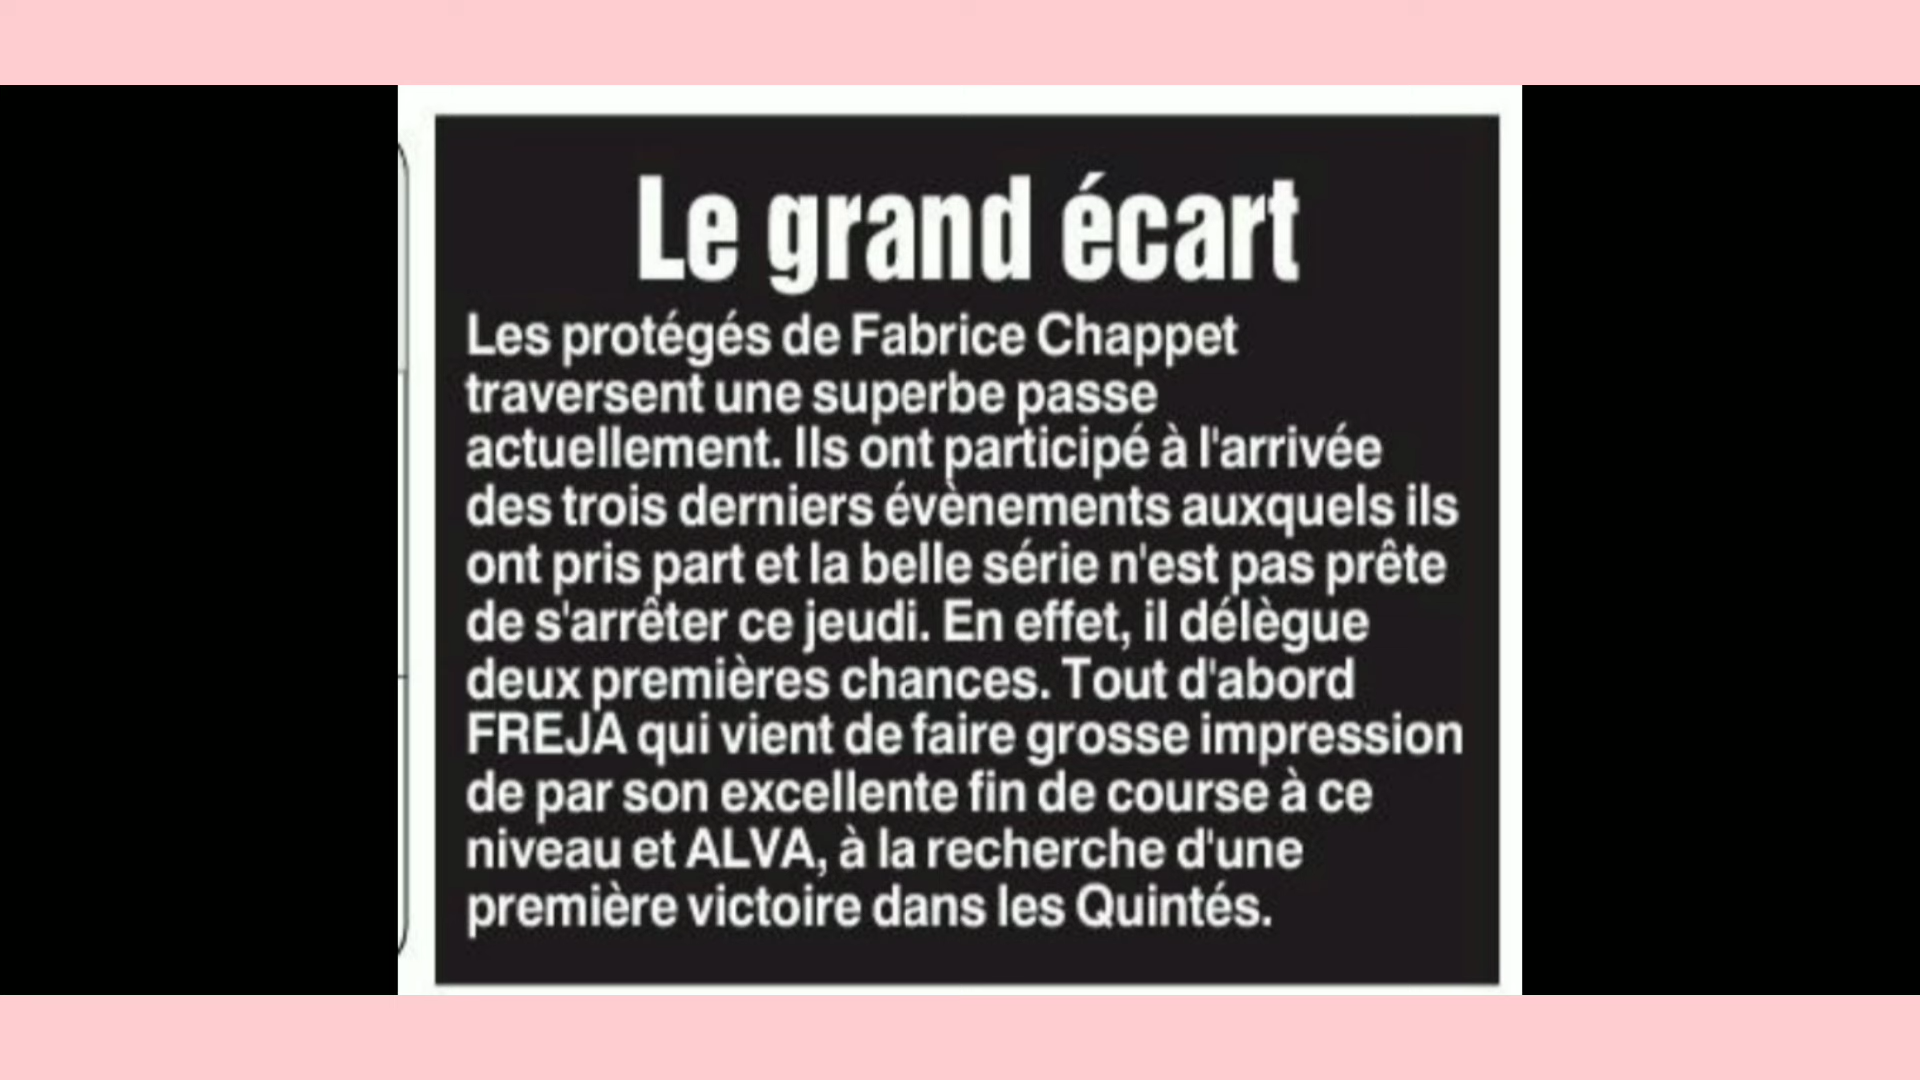 Le grand écart
Les protégés de Fabrice Chappet
traversent une superbe passe
actuellement. Ils ont participé à l'arrivée
des trois derniers évènements auxquels ils
ont pris part et la belle série n'est pas prête
de s'arrêter ce jeudi. En effet, il délègue
deux premières chances. Tout d'abord
FREJA qui vient de faire grosse impression
de par son excellente fin de course à ce
niveau et ALVA, à la recherche d'une
première victoire dans les Quintés.